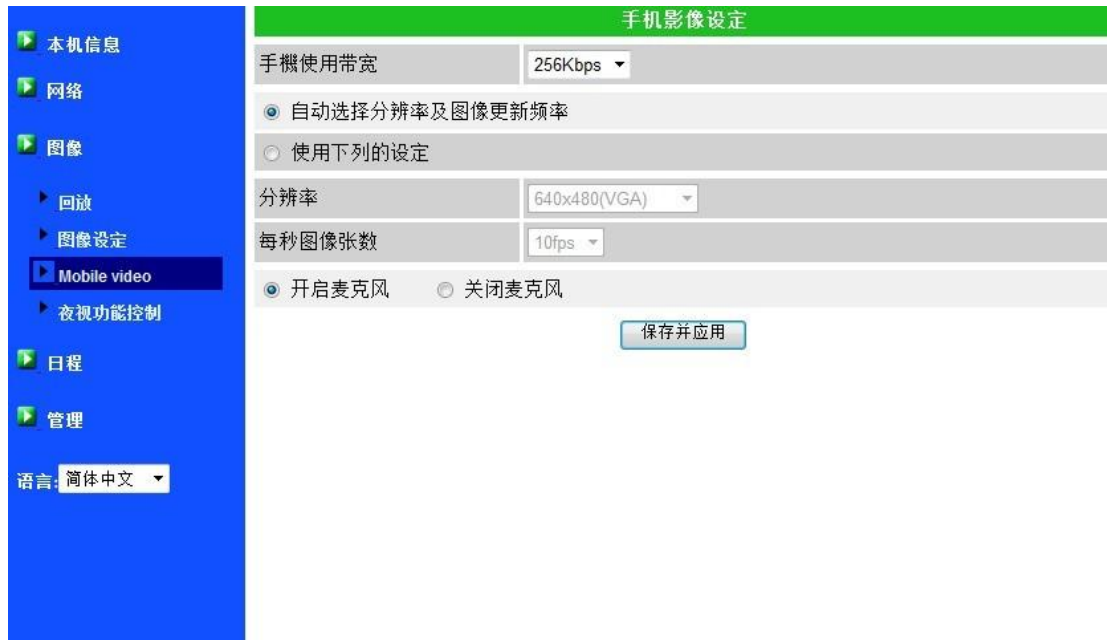 本机信息
网络
图像
回放
图像设定
Mobile video
夜视功能控制
日程
管理
语言: 简体中文
手机影像设定
手機使用带宽 256Kbps
自动选择分辨率及图像更新频率
使用下列的设定
分辨率 640x480(VGA)
每秒图像张数 10fps
开启麦克风 关闭麦克风
保存并应用